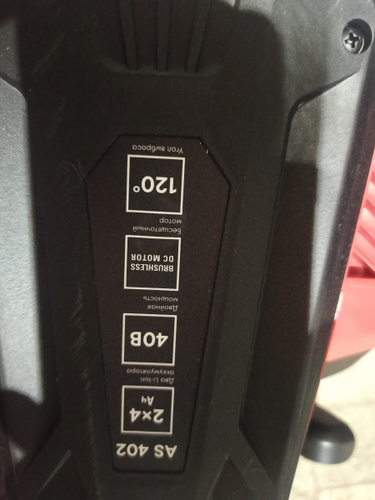 AS 402
2×4
Ач
Два Li-Ion
аккумулятора
40В
Двойная
мощность
BRUSHLESS
DC MOTOR
Бесщеточный
мотор
120°
Угол выброса